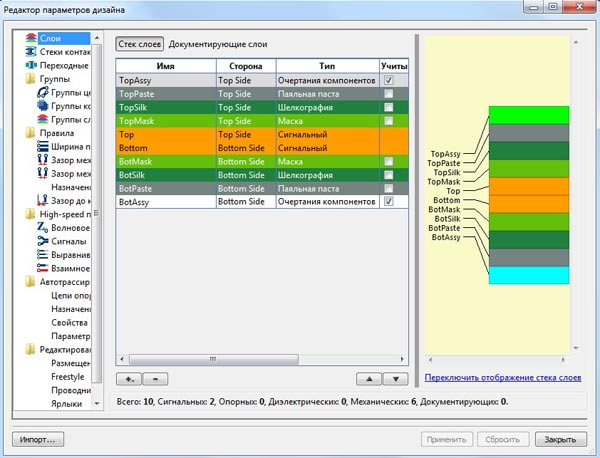 Редактор параметров дизайна
Слои
Стеки контак
Переходные
Группы
Группы це
Группы ко
Группы сл
Правила
Ширина п
Зазор меж
Зазор меж
Назначени
Зазор до к
High-speed п
Волновое
Сигналы
Выравнив
Взаимное
Автотрассир
Цепи опор
Назначени
Свойства
Параметр
Редактирова
Размещен
Freestyle
Проводни
Ярлыки
Стек слоев Документирующие слои
Имя Сторона Тип Учиты
TopAssy Top Side Очертания компонентов
TopPaste Top Side Паяльная паста
TopSilk Top Side Шелкография
TopMask Top Side Маска
Top Top Side Сигнальный
Bottom Bottom Side Сигнальный
BotMask Bottom Side Маска
BotSilk Bottom Side Шелкография
BotPaste Bottom Side Паяльная паста
BotAssy Bottom Side Очертания компонентов
TopAssy
TopPaste
TopSilk
TopMask
Top
Bottom
BotMask
BotSilk
BotPaste
BotAssy
Переключить отображение стека слоев
Всего: 10, Сигнальных: 2, Опорных: 0, Диэлектрических: 0, Механических: 6, Документирующих: 0.
Импорт... Применить Сбросить Закрыть